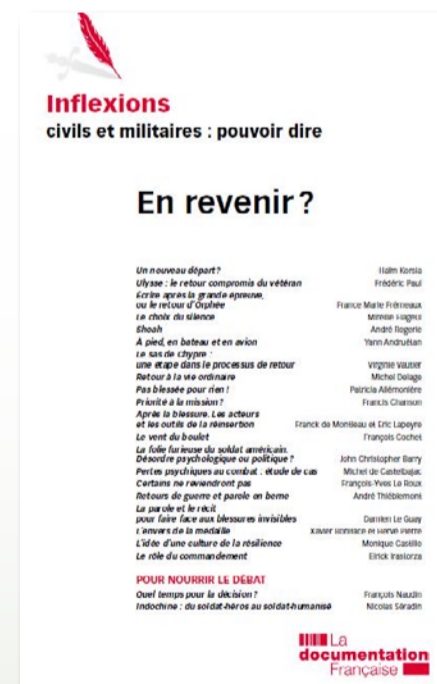 Inflexions
civils et militaires : pouvoir dire
En revenir ?
Un nouveau départ ? Haïm Korsia
Ulysse : le retour compromis du vétéran Frédéric Paul
Écrire après la grande épreuve,
ou le retour d'Orphée France Marie Frémeaux
Le choix du silence Mireille Flageul
Shoah André Rogerie
À pied, en bateau et en avion Yann Andruétan
Le sas de Chypre :
une étape dans le processus de retour Virginie Vautier
Retour à la vie ordinaire Michel Delage
Pas blessée pour rien ! Patricia Allémonière
Priorité à la mission ? Francis Chanson
Après la blessure. Les acteurs
et les outils de la réinsertion Franck de Montleau et Éric Lapeyre
Le vent du boulet François Cochet
La folie furieuse du soldat américain.
Désordre psychologique ou politique ? John Christopher Barry
Pertes psychiques au combat : étude de cas Michel de Castelbajac
Certains ne reviendront pas François-Yves Le Roux
Retours de guerre et parole en berne André Thiéblemont
La parole et le récit
pour faire face aux blessures invisibles Damien Le Guay
L'envers de la médaille Xavier Boniface et Hervé Pierre
L'idée d'une culture de la résilience Monique Castillo
Le rôle du commandement Elrick Irastorza
POUR NOURRIR LE DÉBAT
Quel temps pour la décision ? François Naudin
Indochine : du soldat-héros au soldat-humanisé Nicolas Séradin
La
documentation
Française